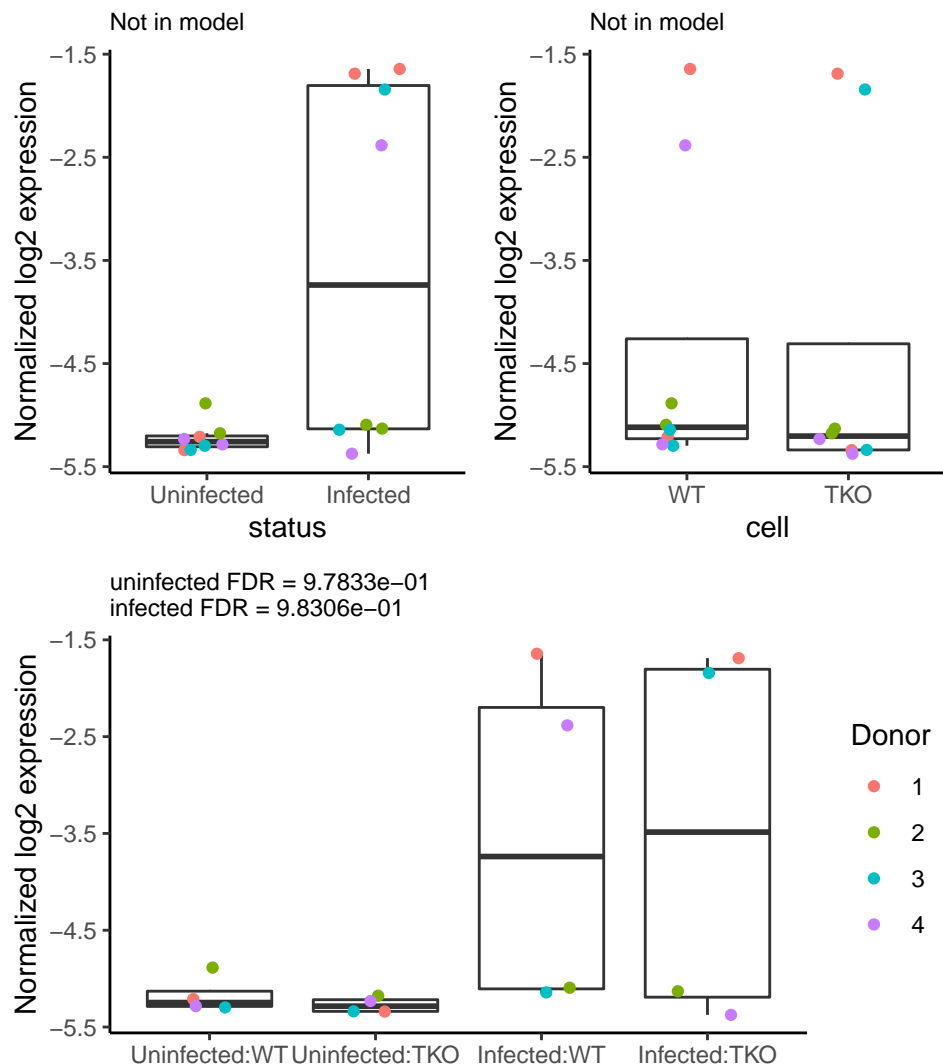 Not in model
Normalized log2 expression
−1.5
−2.5
−3.5
−4.5
−5.5
Uninfected
Infected
status
Not in model
Normalized log2 expression
−1.5
−2.5
−3.5
−4.5
−5.5
WT
TKO
cell
uninfected FDR = 9.7833e−01
infected FDR = 9.8306e−01
Normalized log2 expression
−1.5
−2.5
−3.5
−4.5
−5.5
Uninfected:WT
Uninfected:TKO
Infected:WT
Infected:TKO
Donor
1
2
3
4